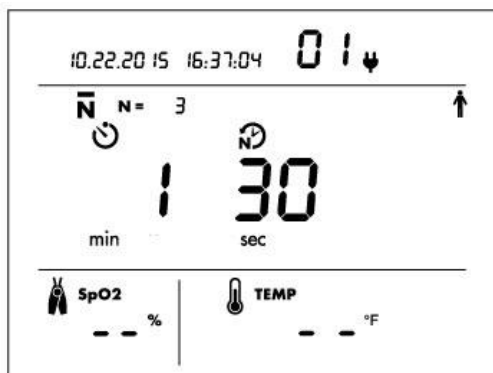 10.22.2015 16:37:04 01
N N = 3
N
1 30
min sec
SpO2 TEMP
-- % -- °F